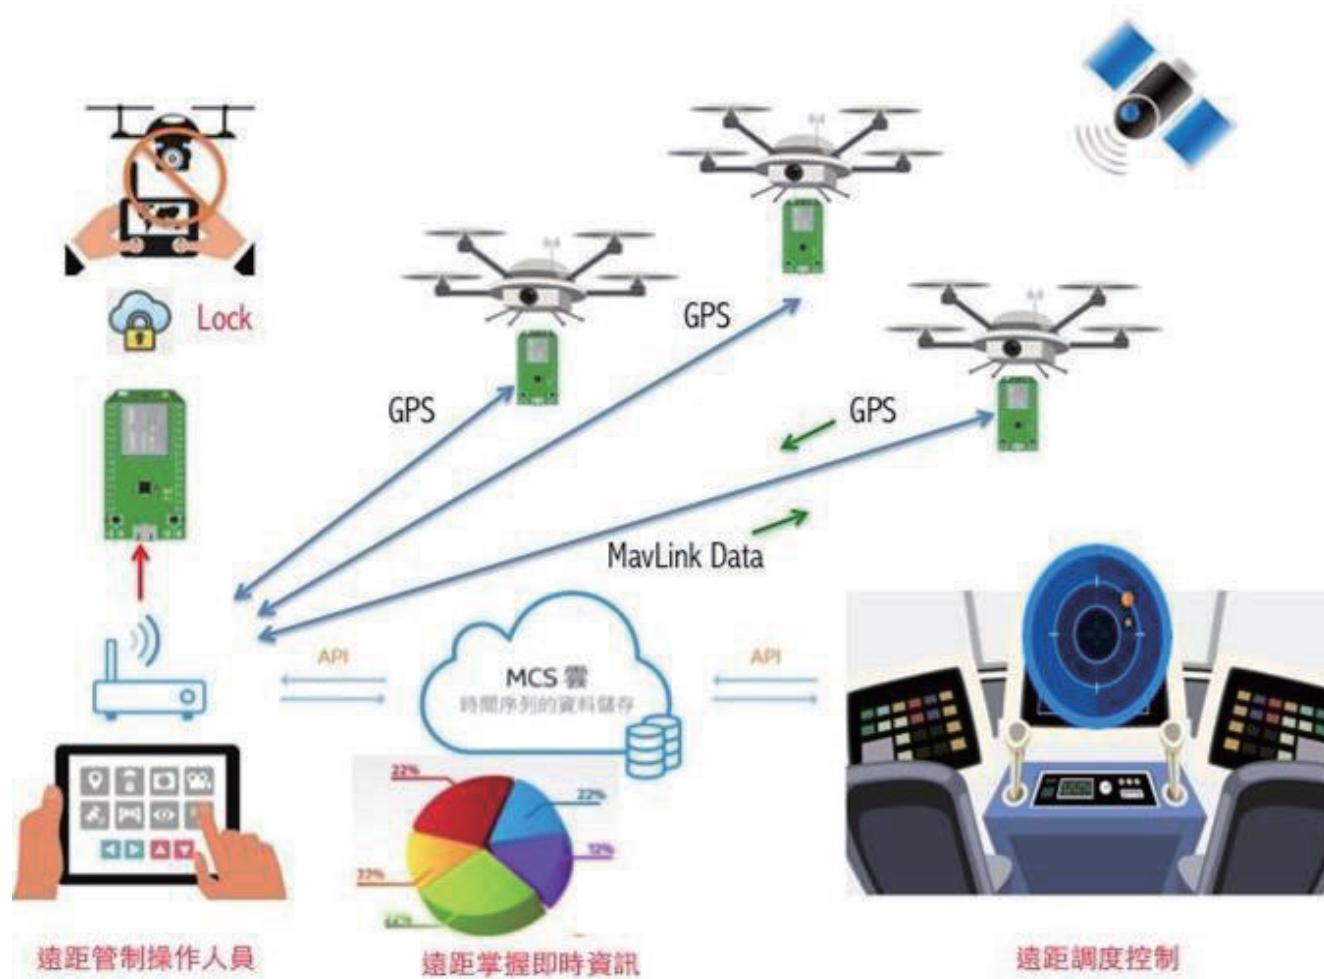 Lock
GPS
GPS
GPS
MavLink Data
API
MCS 雲
時間序列的資料儲存
API
22%
22%
12%
33%
遠距管制操作人員
遠距掌握即時資訊
遠距調度控制